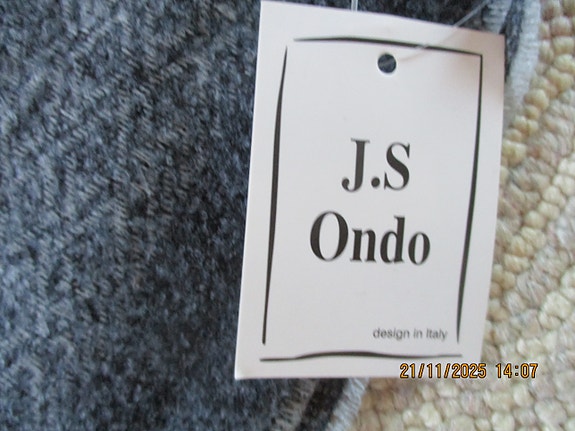 J.S
Ondo
design in Italy
21/11/2025 14:07